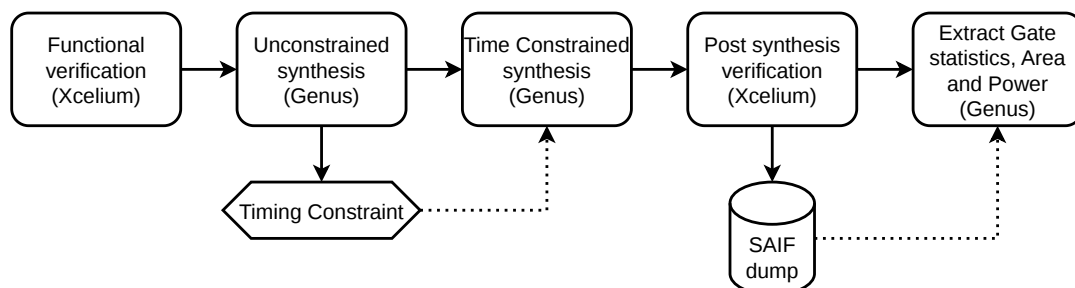 Functional
verification
(Xcelium)
Unconstrained
synthesis
(Genus)
Time Constrained
synthesis
(Genus)
Post synthesis
verification
(Xcelium)
Extract Gate
statistics, Area
and Power
(Genus)
Timing Constraint
SAIF
dump